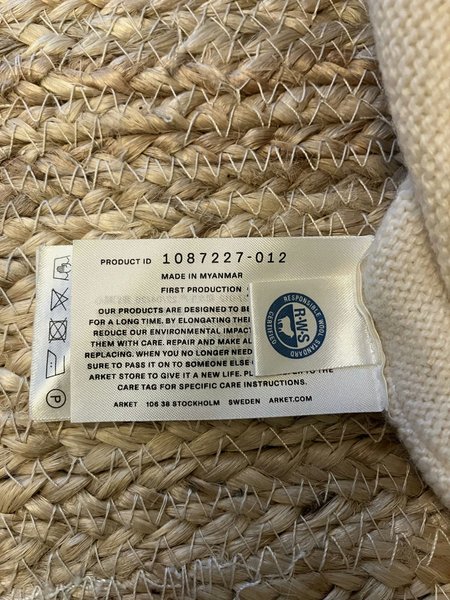 PRODUCT ID 1087227-012
MADE IN MYANMAR
FIRST PRODUCTION
OUR PRODUCTS ARE DESIGNED TO BE
FOR A LONG TIME. BY ELONGATING
REDUCE OUR ENVIRONMENTAL IMPACT
THEM WITH CARE. REPAIR AND MAKE
REPLACING. WHEN YOU NO LONGER NEED
SURE TO PASS IT ON TO SOMEONE ELSE
ARKET STORE TO GIVE IT A NEW LIFE. TO THE
CARE TAG FOR SPECIFIC CARE INSTRUCTIONS.
ARKET 106 38 STOCKHOLM SWEDEN ARKET.COM
RESPONSIBLE WOOL STANDARD
R·W·S
CERTIFIED
P